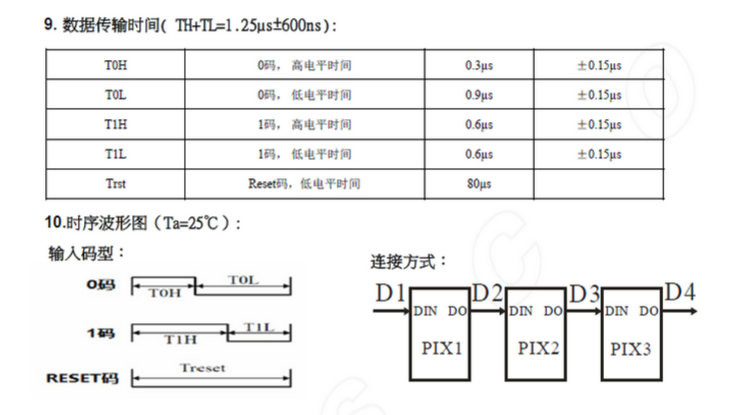 9. 数据传输时间( TH+TL=1.25μs±600ns):
T0H 0码， 高电平时间 0.3μs ±0.15μs
T0L 0码， 低电平时间 0.9μs ±0.15μs
T1H 1码， 高电平时间 0.6μs ±0.15μs
T1L 1码， 低电平时间 0.6μs ±0.15μs
Trst Reset码，低电平时间 80μs
10.时序波形图（Ta=25℃）:
输入码型：
0码 T0H T0L
1码 T1H T1L
RESET码 Treset
连接方式：
D1 D2 D3 D4
DIN DO DIN DO DIN DO
PIX1 PIX2 PIX3